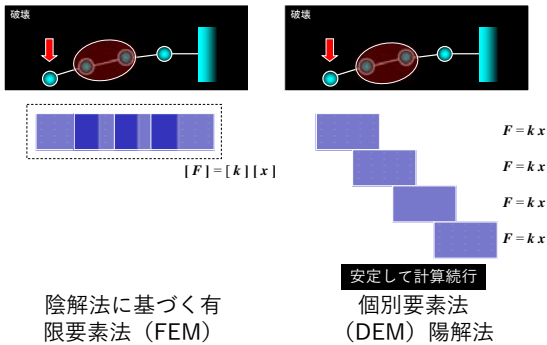 破壊
[ F ] = [ k ] [ x ]
陰解法に基づく有
限要素法（FEM）
破壊
F = k x
F = k x
F = k x
F = k x
安定して計算続行
個別要素法
（DEM）陽解法